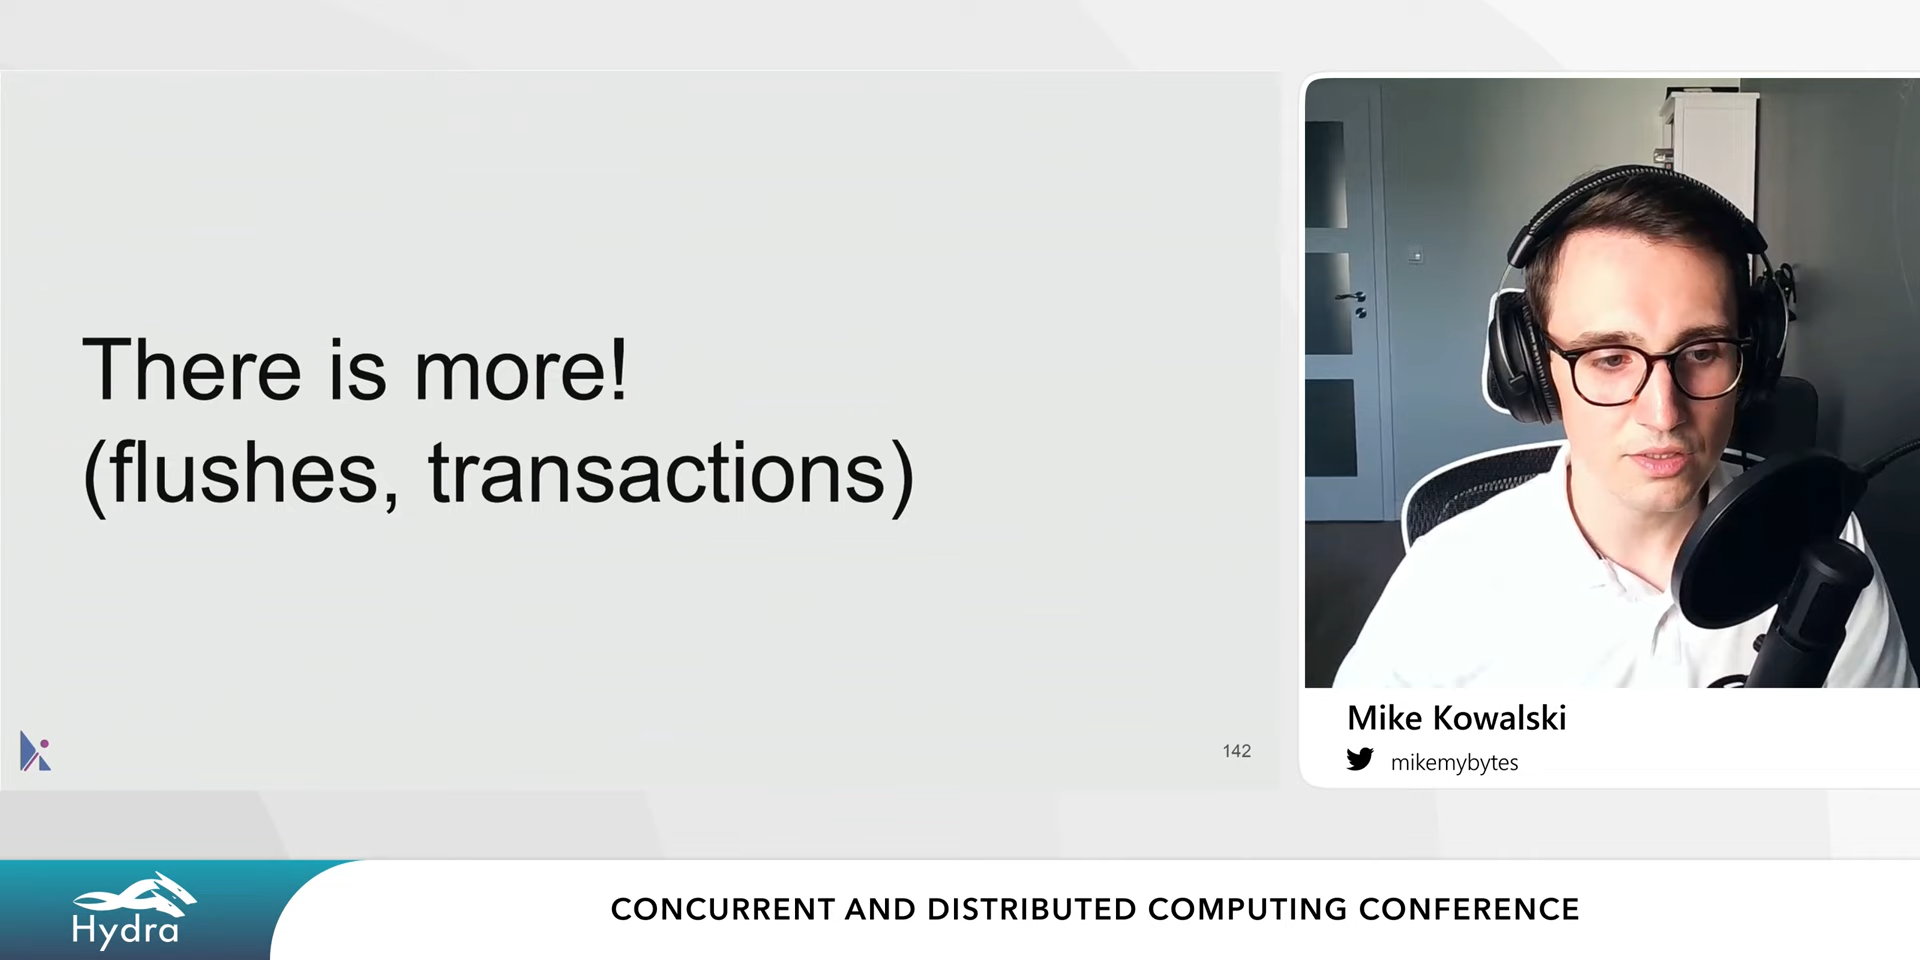 There is more!
(flushes, transactions)
142
Mike Kowalski
mikemybytes
Hydra
CONCURRENT AND DISTRIBUTED COMPUTING CONFERENCE